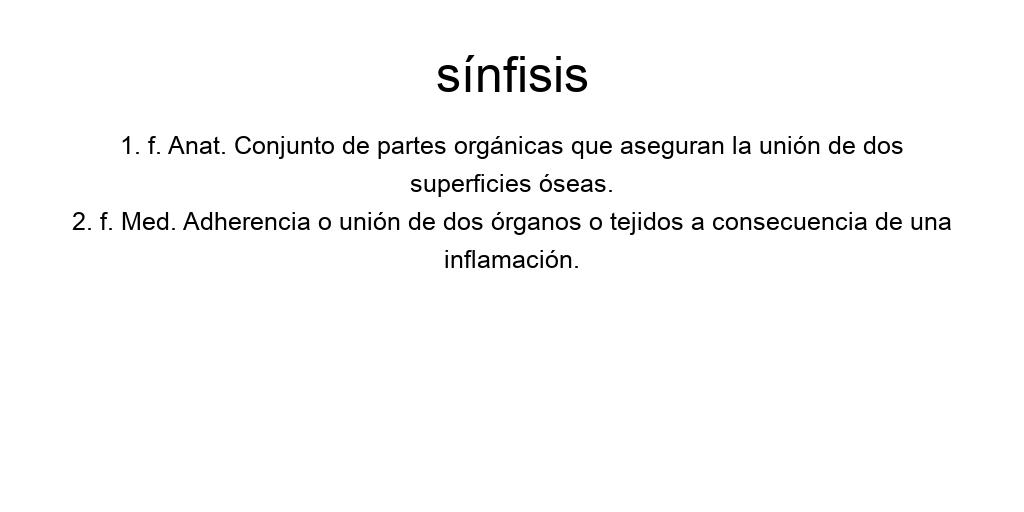 sínfisis
1. f. Anat. Conjunto de partes orgánicas que aseguran la unión de dos
superficies óseas.
2. f. Med. Adherencia o unión de dos órganos o tejidos a consecuencia de una
inflamación.